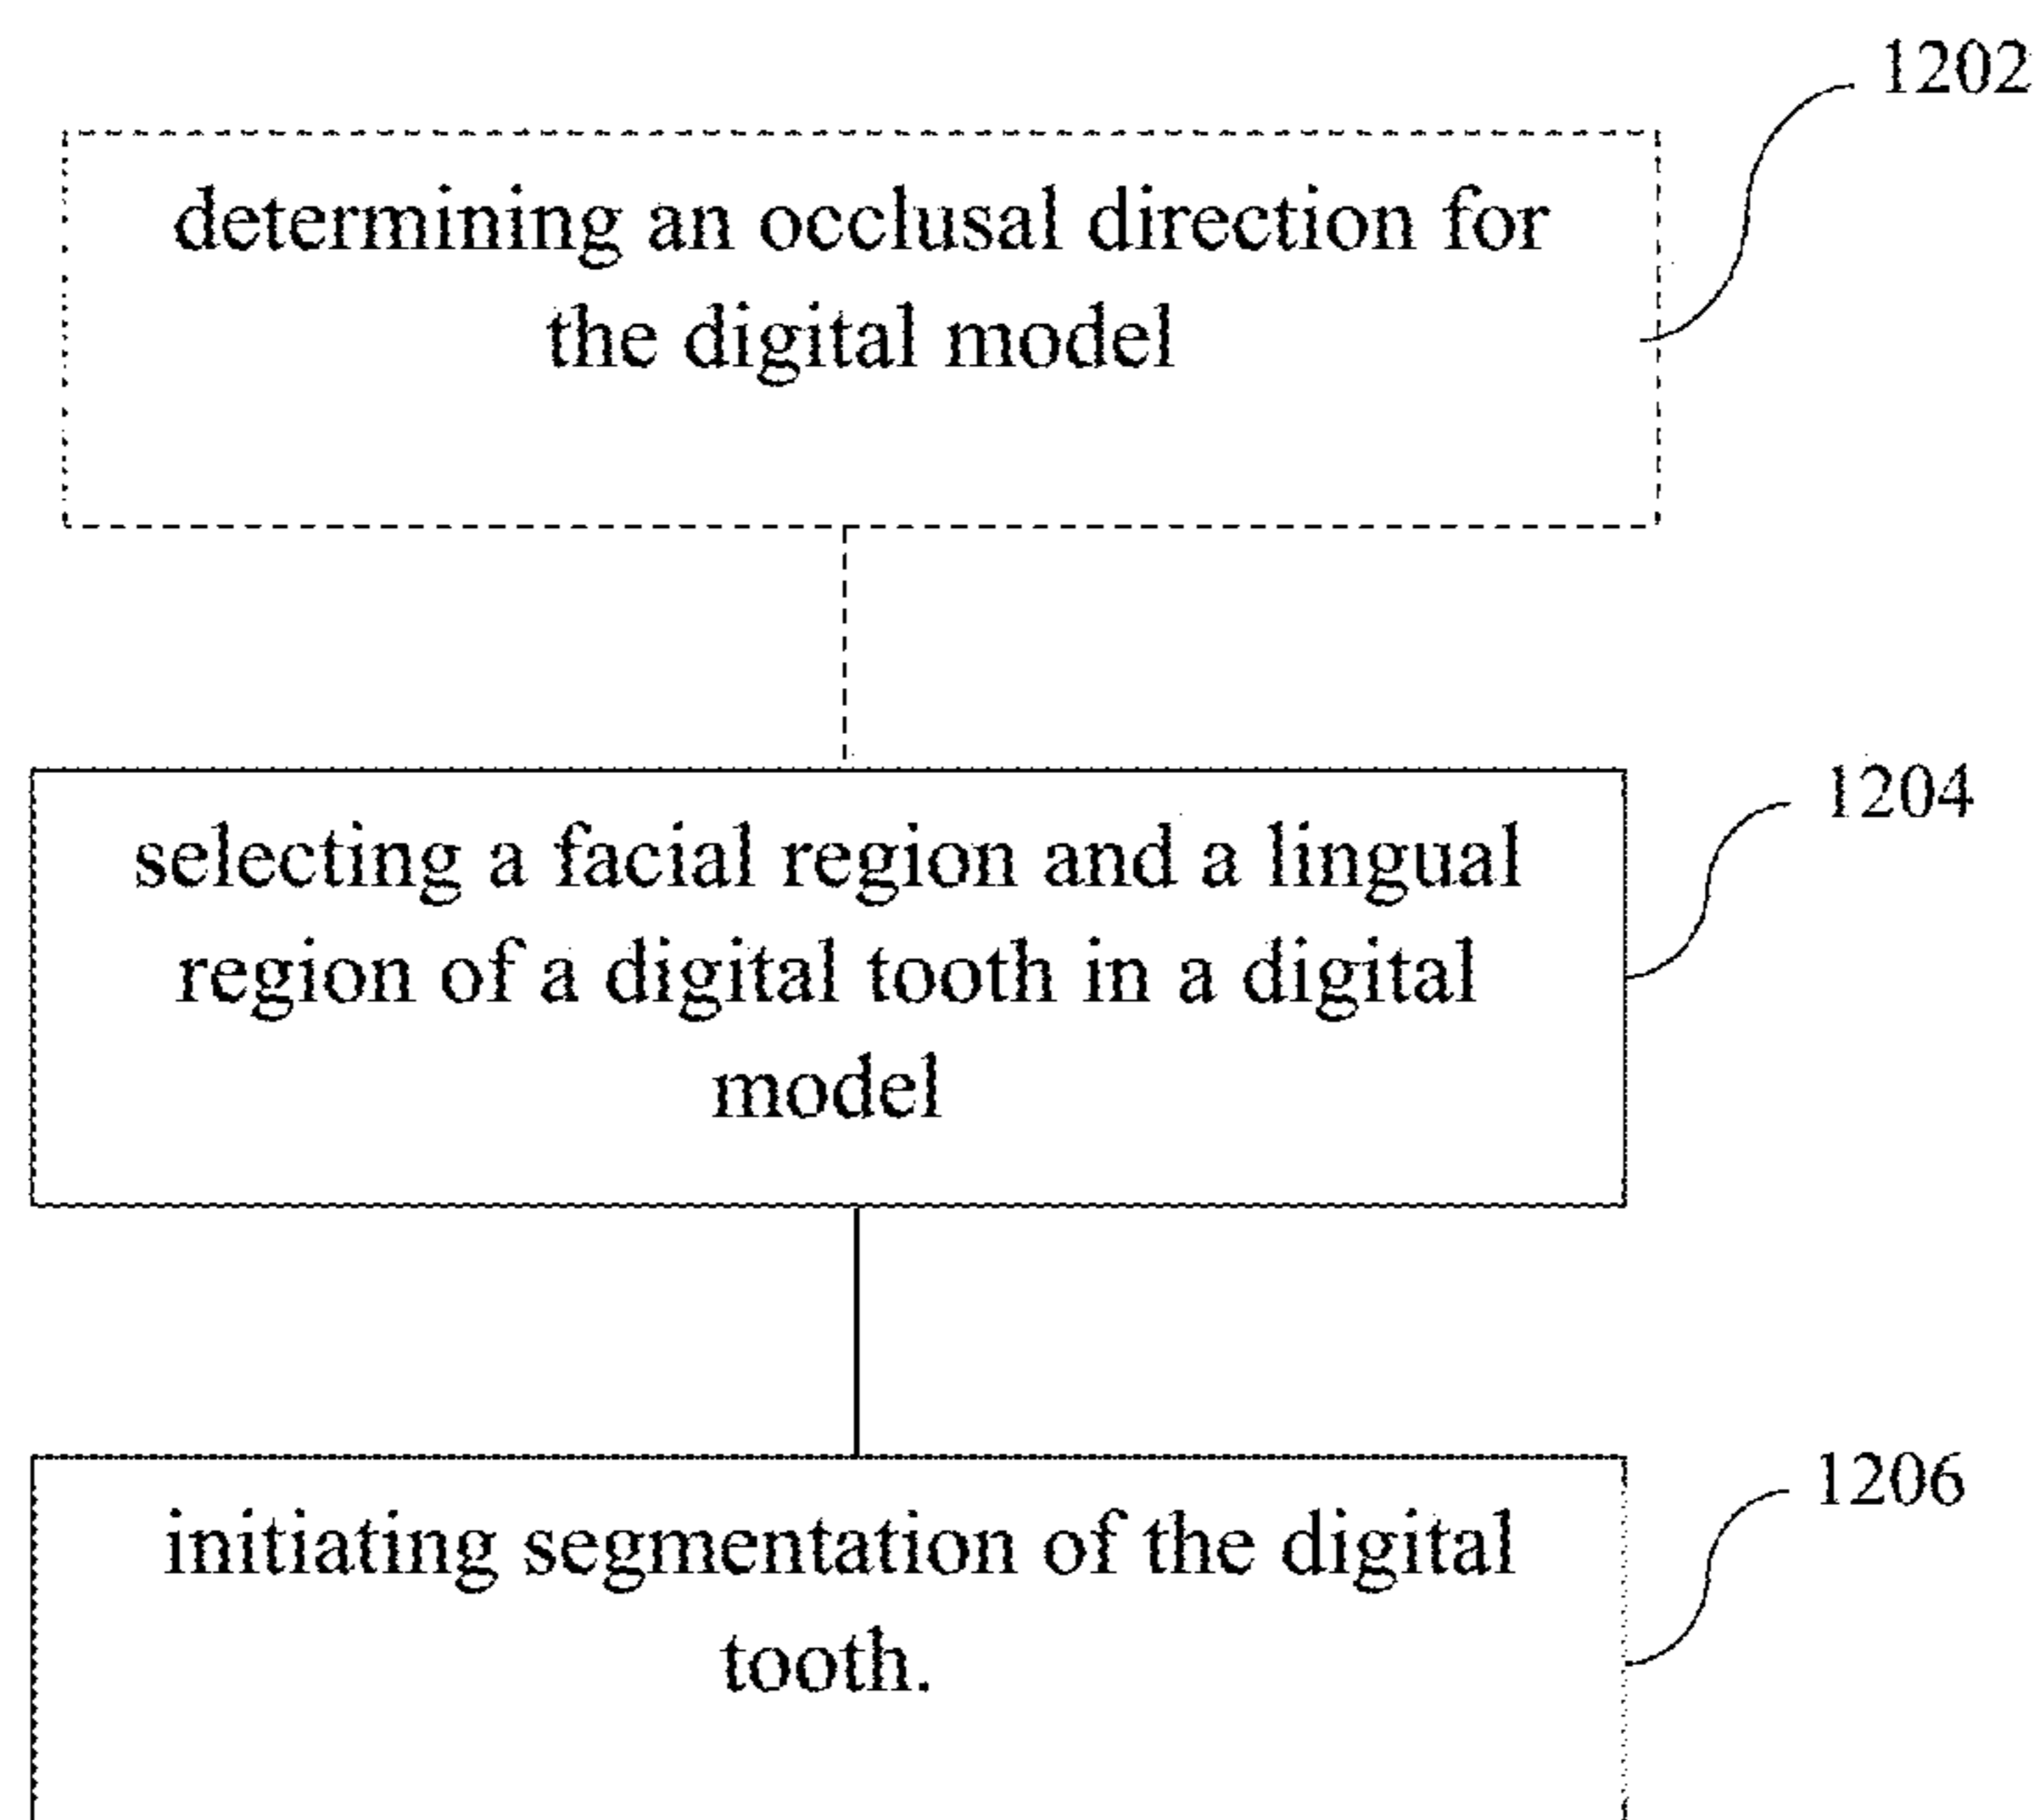 1202
determining an occlusal direction for
the digital model
1204
selecting a facial region and a lingual
region of a digital tooth in a digital
model
1206
initiating segmentation of the digital
tooth.